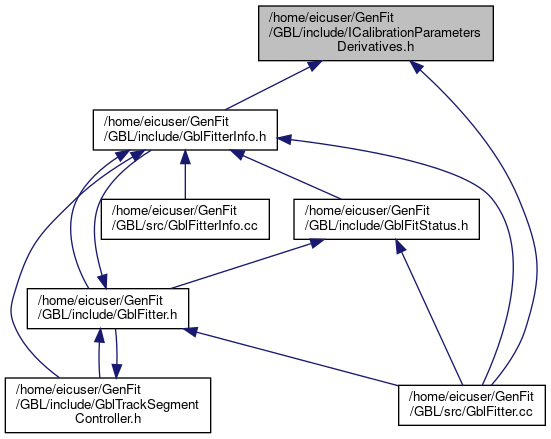 /home/eicuser/GenFit
/GBL/include/ICalibrationParameters
Derivatives.h
/home/eicuser/GenFit
/GBL/include/GblFitterInfo.h
/home/eicuser/GenFit
/GBL/src/GblFitterInfo.cc
/home/eicuser/GenFit
/GBL/include/GblFitStatus.h
/home/eicuser/GenFit
/GBL/include/GblFitter.h
/home/eicuser/GenFit
/GBL/include/GblTrackSegment
Controller.h
/home/eicuser/GenFit
/GBL/src/GblFitter.cc